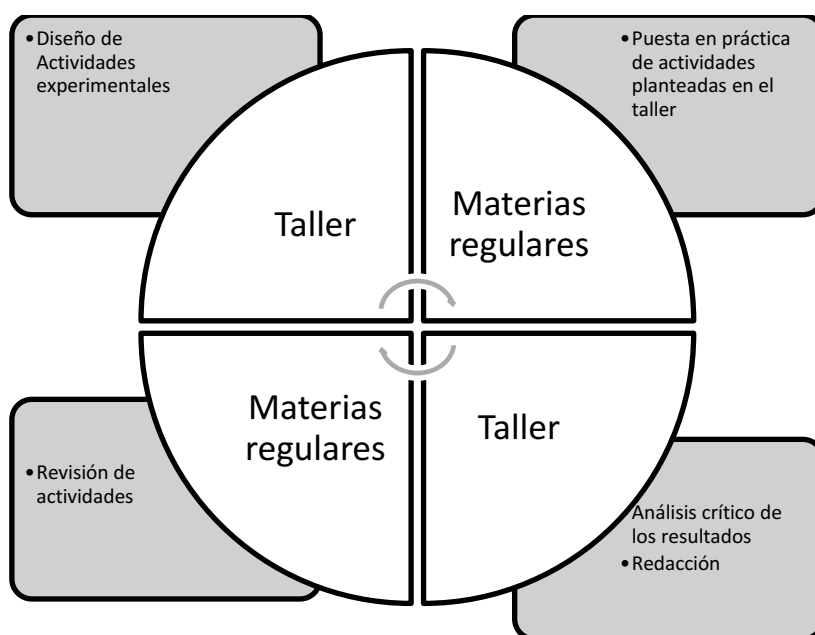 •Diseño de
Actividades
experimentales
•Puesta en práctica
de actividades
planteadas en el
taller
Taller
Materias
regulares
Materias
regulares
Taller
•Revisión de
actividades
Análisis crítico de
los resultados
•Redacción